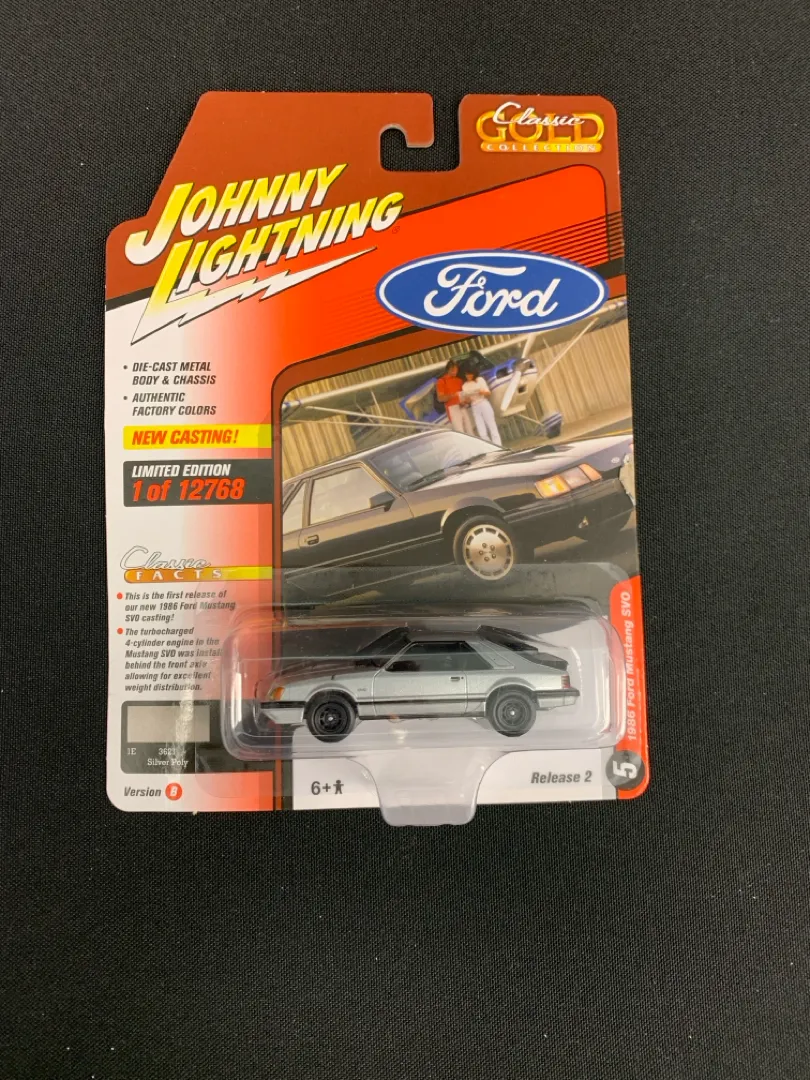 Classic
GOLD
COLLECTION
JOHNNY
LIGHTNING
®
Ford
• DIE-CAST METAL
BODY & CHASSIS
• AUTHENTIC
FACTORY COLORS
NEW CASTING!
LIMITED EDITION
1 of 12768
Classic
FACTS
• This is the first release of
our new 1986 Ford Mustang
SVO casting!
• The turbocharged
4-cylinder engine in the
Mustang SVO was install
behind the front axle
allowing for excellent
weight distribution.
1E 3621
Silver Poly
Version B
6+
Release 2
5
1986 Ford Mustang SVO